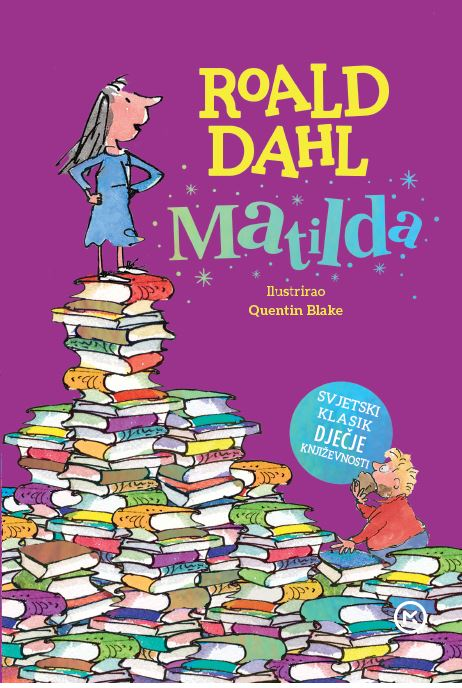 ROALD
DAHL
Matilda
Ilustrirao
Quentin Blake
SVJETSKI
KLASIK
DJEČJE
KNJIŽEVNOSTI
M